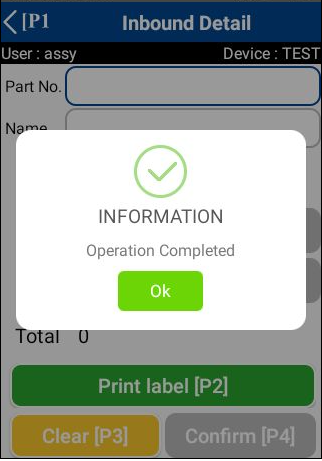 [P1 Inbound Detail
User : assy Device : TEST
Part No.
Name
INFORMATION
Operation Completed
Ok
Total 0
Print label [P2]
Clear [P3] Confirm [P4]